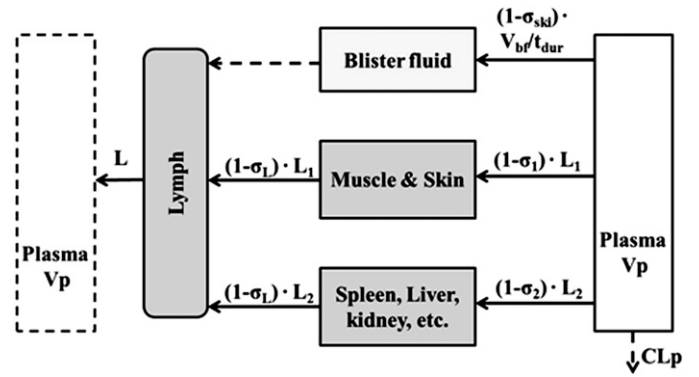 (1-σski)·
Vbf/tdur
Blister fluid
L
Lymph
(1-σL)·L1
Muscle & Skin
(1-σ1)·L1
Plasma
Vp
Plasma
Vp
(1-σL)·L2
Spleen, Liver,
kidney, etc.
(1-σ2)·L2
CLp